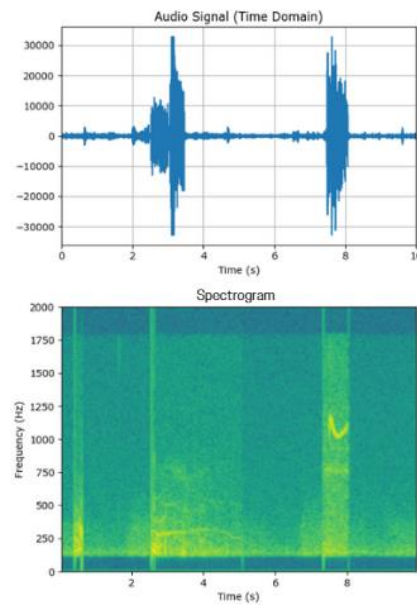 Audio Signal (Time Domain)
30000
20000
10000
0
−10000
−20000
−30000
0 2 4 6 8 10
Time (s)
Spectrogram
2000
1750
1500
1250
1000
750
500
250
0
Frequency (Hz)
2 4 6 8
Time (s)